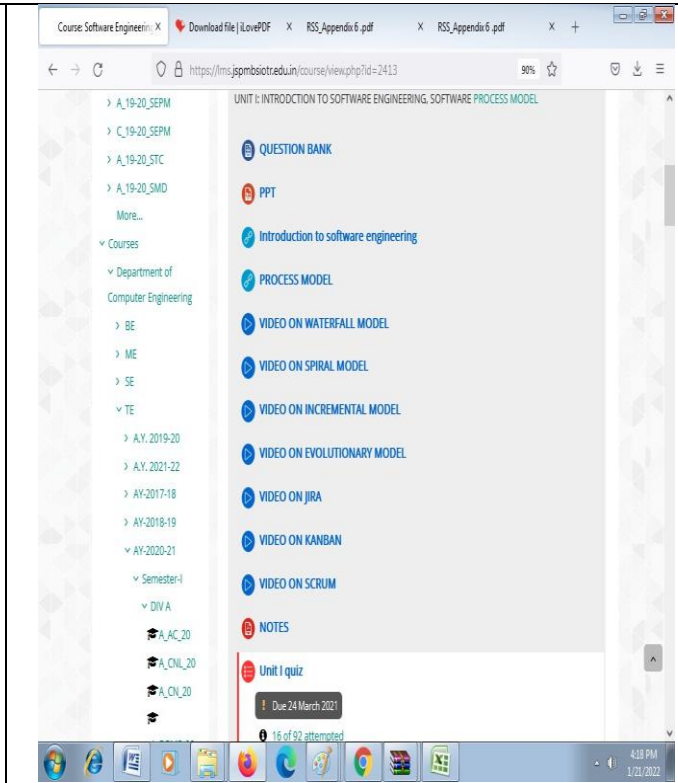 Course: Software Engineering X
Download file | iLovePDF X
RSS_Appendix 6 .pdf X
RSS_Appendix 6 .pdf X
+
https://lms.jspmbsiotr.edu.in/course/view.php?id=2413
90%
> A_19-20_SEPM
> C_19-20_SEPM
> A_19-20_STC
> A_19-20_SMD
More...
Courses
Department of
Computer Engineering
> BE
> ME
> SE
TE
> A.Y. 2019-20
> A.Y. 2021-22
> AY-2017-18
> AY-2018-19
AY-2020-21
Semester-I
DIV A
A_AC_20
A_CNL_20
A_CN_20
UNIT I: INTRODCTION TO SOFTWARE ENGINEERING, SOFTWARE PROCESS MODEL
QUESTION BANK
PPT
Introduction to software engineering
PROCESS MODEL
VIDEO ON WATERFALL MODEL
VIDEO ON SPIRAL MODEL
VIDEO ON INCREMENTAL MODEL
VIDEO ON EVOLUTIONARY MODEL
VIDEO ON JIRA
VIDEO ON KANBAN
VIDEO ON SCRUM
NOTES
Unit I quiz
! Due 24 March 2021
16 of 92 attempted
4:18 PM
1/21/2022